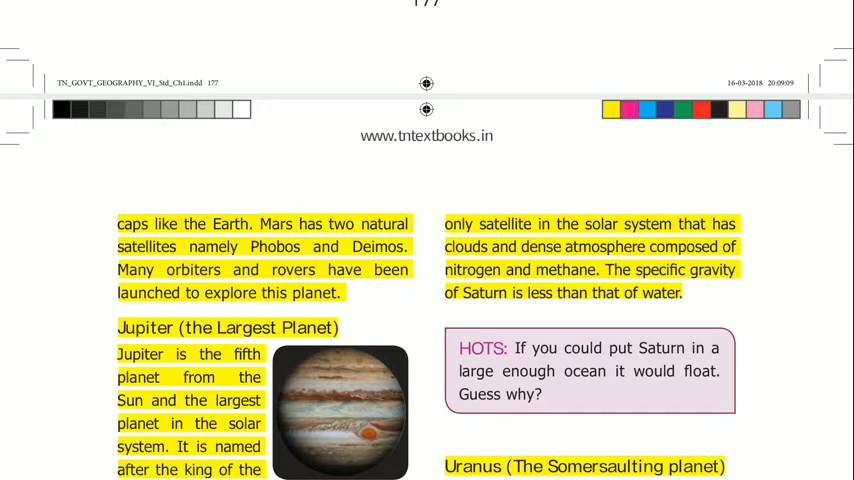 TN_GOVT_GEOGRAPHY_VI_Std_Ch1.indd 177
16-03-2018 20:09:09
www.tntextbooks.in
caps like the Earth. Mars has two natural
satellites namely Phobos and Deimos.
Many orbiters and rovers have been
launched to explore this planet.
Jupiter (the Largest Planet)
Jupiter is the fifth
planet from the
Sun and the largest
planet in the solar
system. It is named
after the king of the
only satellite in the solar system that has
clouds and dense atmosphere composed of
nitrogen and methane. The specific gravity
of Saturn is less than that of water.
HOTS: If you could put Saturn in a
large enough ocean it would float.
Guess why?
Uranus (The Somersaulting planet)